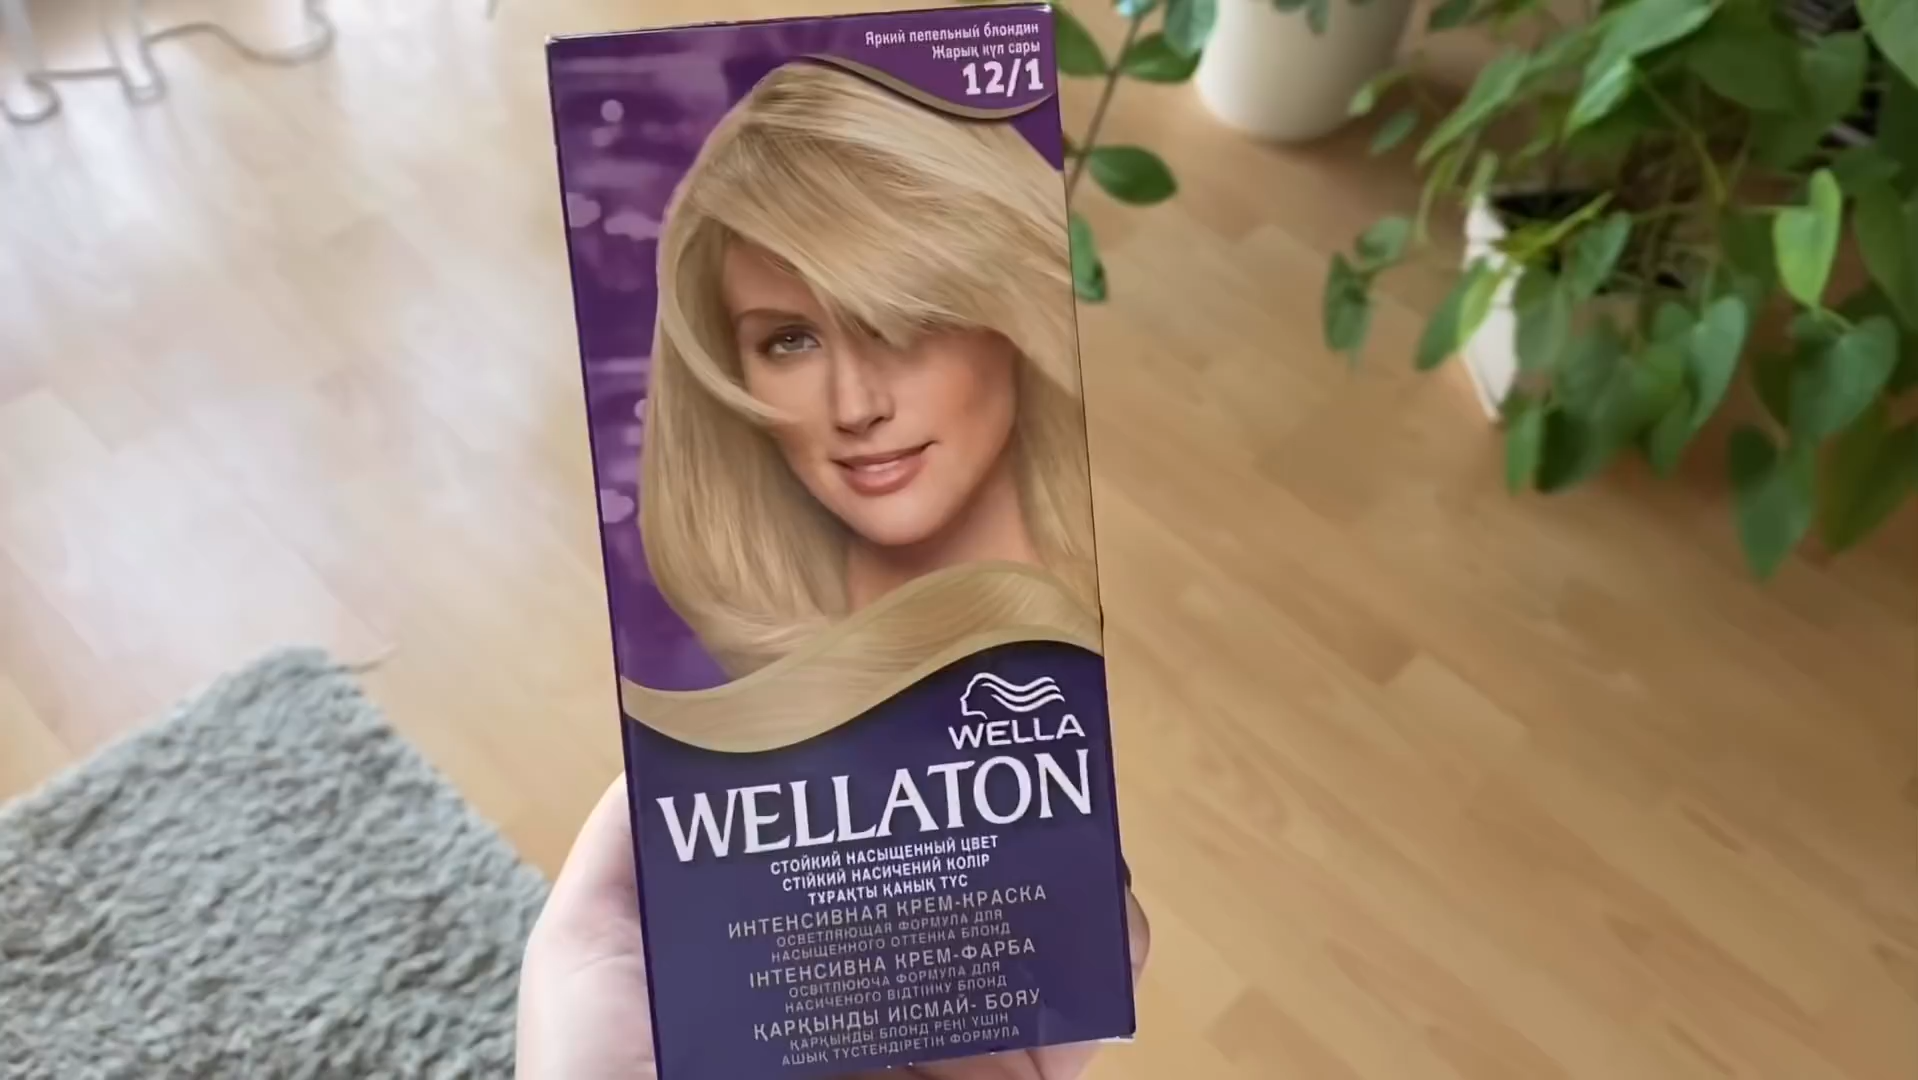 Яркий пепельный блондин
Жарық күл сары
12/1
WELLA
WELLATON
СТОЙКИЙ НАСЫЩЕННЫЙ ЦВЕТ
СТІЙКИЙ НАСИЧЕНИЙ КОЛІР
ТҰРАҚТЫ ҚАНЫҚ ТҮС
ИНТЕНСИВНАЯ КРЕМ-КРАСКА
ОСВЕТЛЯЮЩАЯ ФОРМУЛА ДЛЯ
НАСЫЩЕННОГО ОТТЕНКА БЛОНД
ІНТЕНСИВНА КРЕМ-ФАРБА
ОСВІТЛЮЮЧА ФОРМУЛА ДЛЯ
НАСИЧЕНОГО ВІДТІНКУ БЛОНД
ҚАРҚЫНДЫ ИІСМАЙ- БОЯУ
ҚАРҚЫНДЫ БЛОНД РЕҢІ ҮШІН
АШЫҚ ТҮСТЕНДІРЕТІН ФОРМУЛА